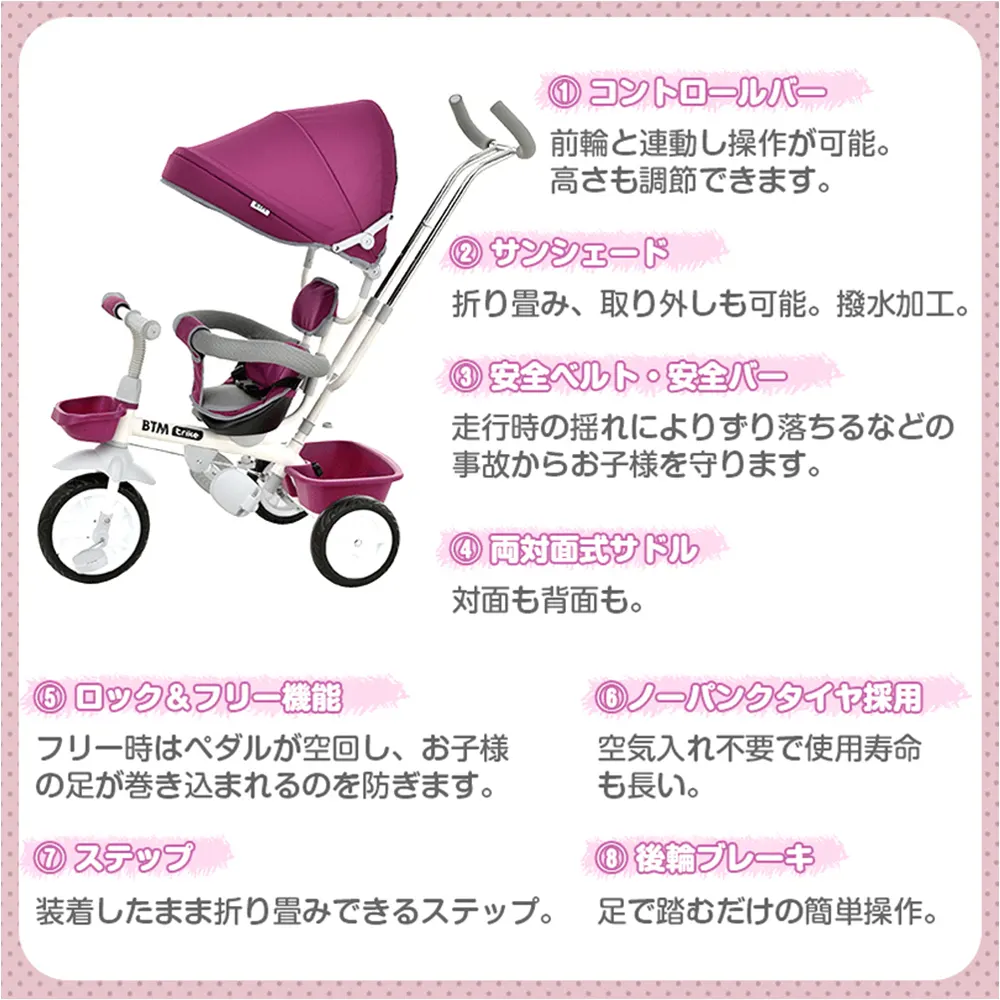 ① コントロールバー
前輪と連動し操作が可能。
高さも調節できます。
② サンシェード
折り畳み、取り外しも可能。撥水加工。
③ 安全ベルト・安全バー
走行時の揺れによりずり落ちるなどの
事故からお子様を守ります。
④ 両対面式サドル
対面も背面も。
BTM trike
⑤ ロック&フリー機能
フリー時はペダルが空回し、お子様
の足が巻き込まれるのを防ぎます。
⑥ノーパンクタイヤ採用
空気入れ不要で使用寿命
も長い。
⑦ ステップ
装着したまま折り畳みできるステップ。
⑧ 後輪ブレーキ
足で踏むだけの簡単操作。